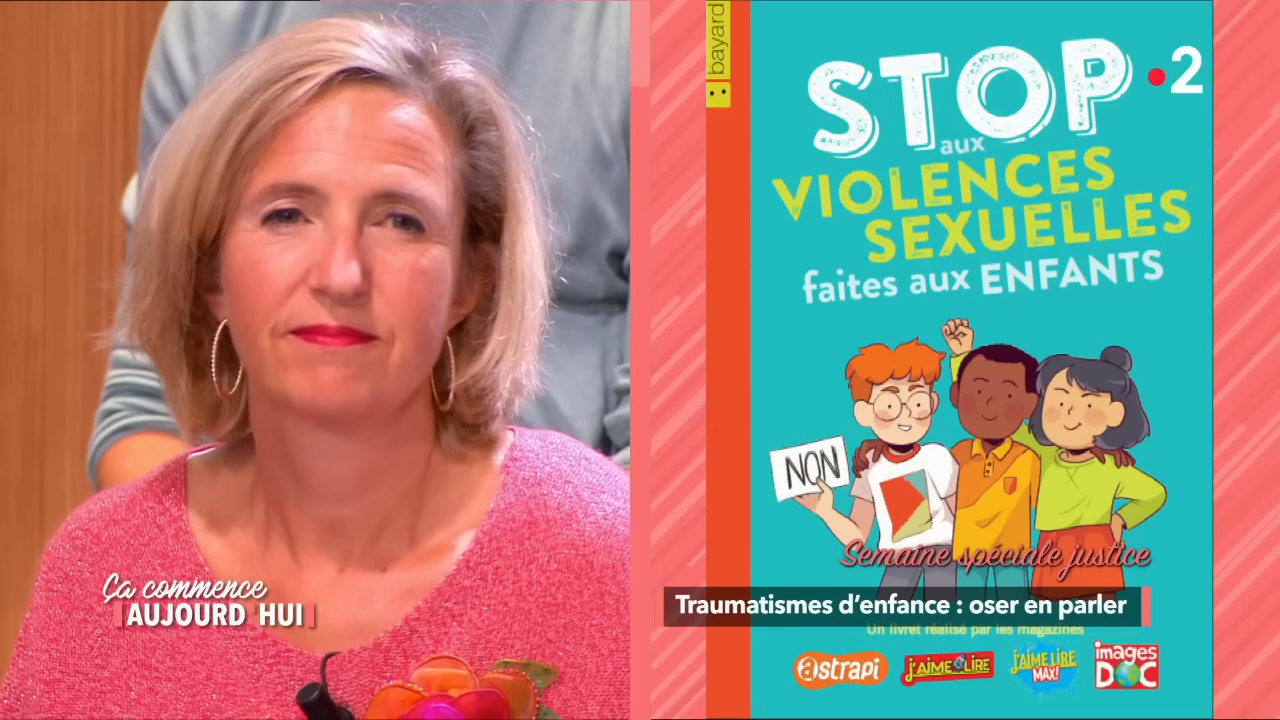 Ça commence
AUJOURD HUI
bayard
STOP
aux
VIOLENCES
SEXUELLES
faites aux ENFANTS
2
NON
Semaine spéciale justice
Traumatismes d'enfance : oser en parler
Un livret réalisé par les magazines
astrapi
J'AIME LIRE
J'AIME LIRE
MAX!
images
DOC